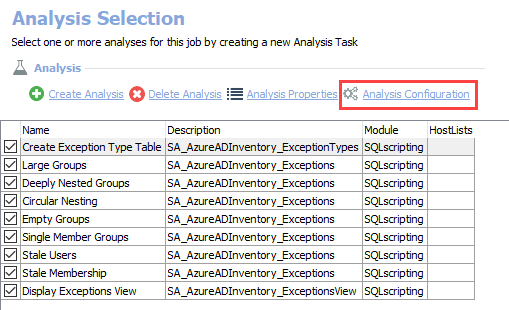 Analysis Selection
Select one or more analyses for this job by creating a new Analysis Task
Analysis
Create Analysis Delete Analysis Analysis Properties Analysis Configuration
Name Description Module HostLists
Create Exception Type Table SA_AzureADInventory_ExceptionTypes SQLscripting
Large Groups SA_AzureADInventory_Exceptions SQLscripting
Deeply Nested Groups SA_AzureADInventory_Exceptions SQLscripting
Circular Nesting SA_AzureADInventory_Exceptions SQLscripting
Empty Groups SA_AzureADInventory_Exceptions SQLscripting
Single Member Groups SA_AzureADInventory_Exceptions SQLscripting
Stale Users SA_AzureADInventory_Exceptions SQLscripting
Stale Membership SA_AzureADInventory_Exceptions SQLscripting
Display Exceptions View SA_AzureADInventory_ExceptionsView SQLscripting